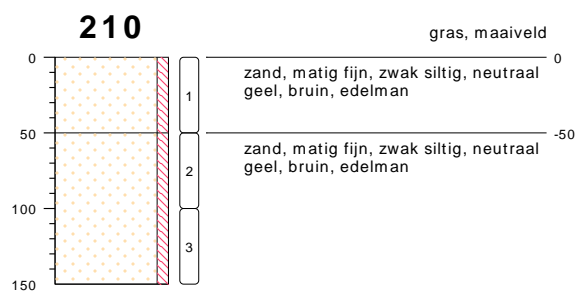 210
gras, maaiveld
0
0
zand, matig fijn, zwak siltig, neutraal
geel, bruin, edelman
1
50
-50
zand, matig fijn, zwak siltig, neutraal
geel, bruin, edelman
2
100
3
150